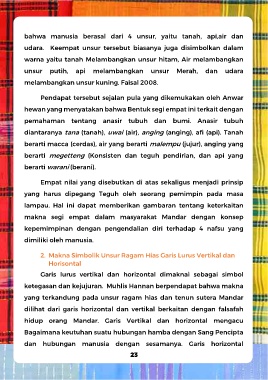 bahwa manusia berasal dari 4 unsur, yaitu tanah, api,air dan
udara. Keempat unsur tersebut biasanya juga disimbolkan dalam
warna yaitu tanah Melambangkan unsur hitam, Air melambangkan
unsur putih, api melambangkan unsur Merah, dan udara
melambangkan unsur kuning. Faisal 2008.
Pendapat tersebut sejalan pula yang dikemukakan oleh Anwar
hewan yang menyatakan bahwa Bentuk segi empat ini terkait dengan
pemahaman tentang anasir tubuh dan bumi. Anasir tubuh
diantaranya tana (tanah), uwai (air), anging (anging), afi (api). Tanah
berarti macca (cerdas), air yang berarti malempu (jujur), anging yang
berarti megetteng (Konsisten dan teguh pendirian, dan api yang
berarti warani (berani).
Empat nilai yang disebutkan di atas sekaligus menjadi prinsip
yang harus dipegang Teguh oleh seorang pemimpin pada masa
lampau. Hal ini dapat memberikan gambaran tentang keterkaitan
makna segi empat dalam masyarakat Mandar dengan konsep
kepemimpinan dengan pengendalian diri terhadap 4 nafsu yang
dimiliki oleh manusia.
2. Makna Simbolik Unsur Ragam Hias Garis Lurus Vertikal dan
Horisontal
Garis lurus vertikal dan horizontal dimaknai sebagai simbol
ketegasan dan kejujuran. Muhlis Hannan berpendapat bahwa makna
yang terkandung pada unsur ragam hias dan tenun sutera Mandar
dilihat dari garis horizontal dan vertikal berkaitan dengan falsafah
hidup orang Mandar. Garis Vertikal dan horizontal mengacu
Bagaimana keutuhan suatu hubungan hamba dengan Sang Pencipta
dan hubungan manusia dengan sesamanya. Garis horizontal
23